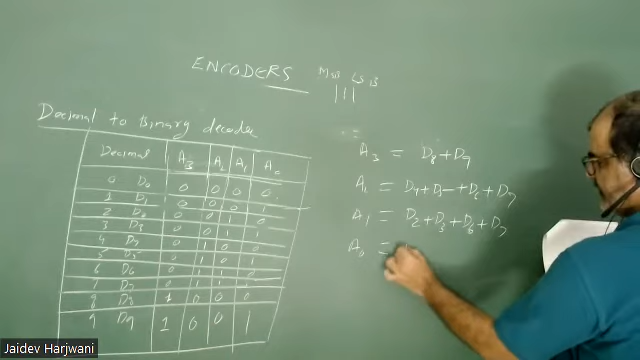 ENCODERS MSB LSB
Decimal to Binary decoder
Decimal A3 A2 A1 A0
0 D0 0 0 0 0
1 D1 0 0 0 1
2 D2 0 0 1 0
3 D3 0 0 1 1
4 D4 0 1 0 0
5 D5 0 1 0 1
6 D6 0 1 1 0
7 D7 0 1 1 1
8 D8 1 0 0 0
9 D9 1 0 0 1
A3 = D8+D9
A1 = D4+D5+D6+D7
A1 = D2+D3+D6+D7
A0 =
Jaidev Harjwani